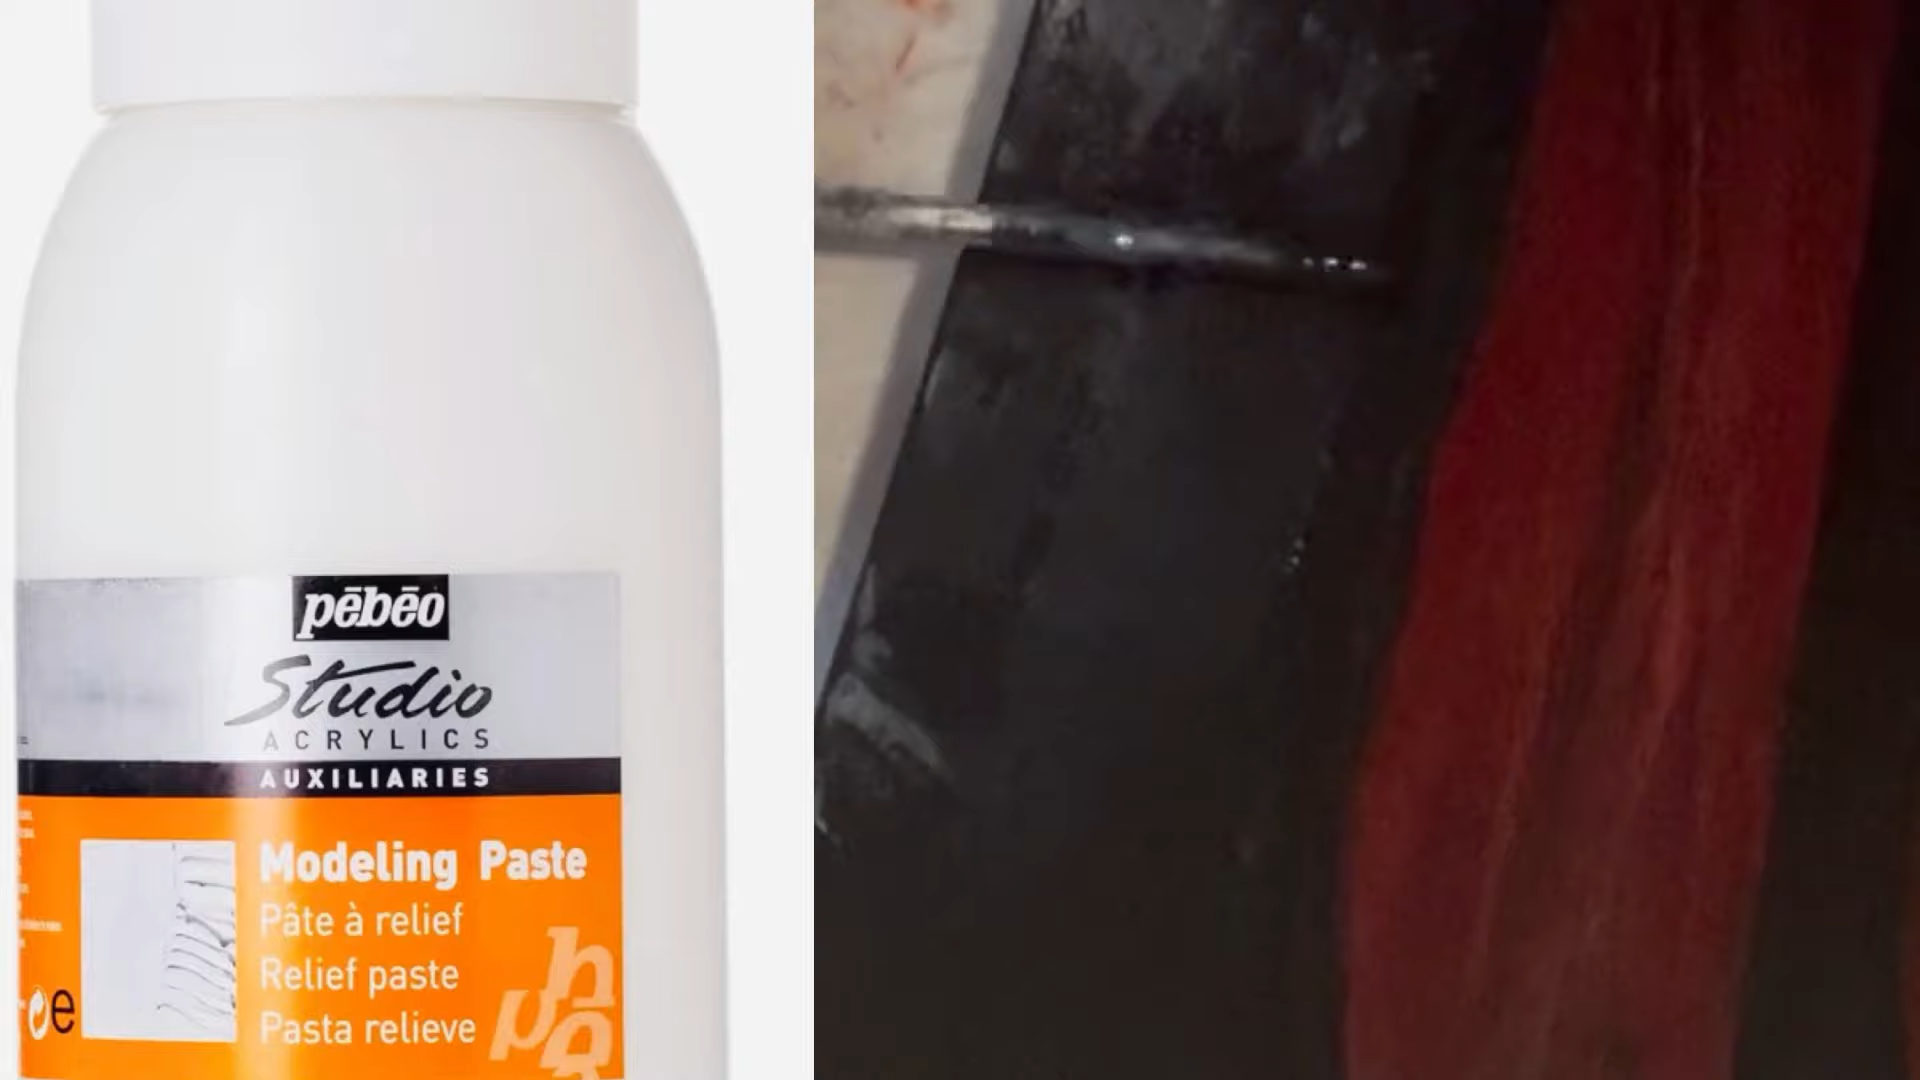 pēbēo
Studio
ACRYLICS
AUXILIARIES
Modeling Paste
Pâte à relief
Relief paste
Pasta relieve
e